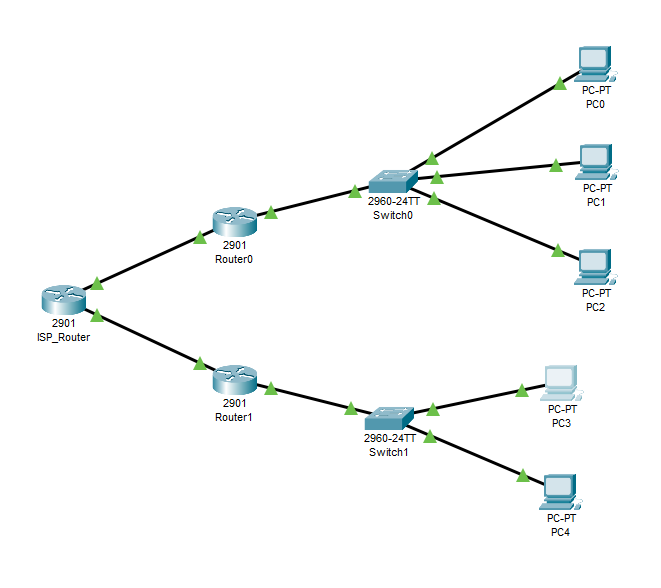 PC-PT
PC0
PC-PT
PC1
2960-24TT
Switch0
2901
Router0
PC-PT
PC2
2901
ISP_Router
2901
Router1
PC-PT
PC3
2960-24TT
Switch1
PC-PT
PC4